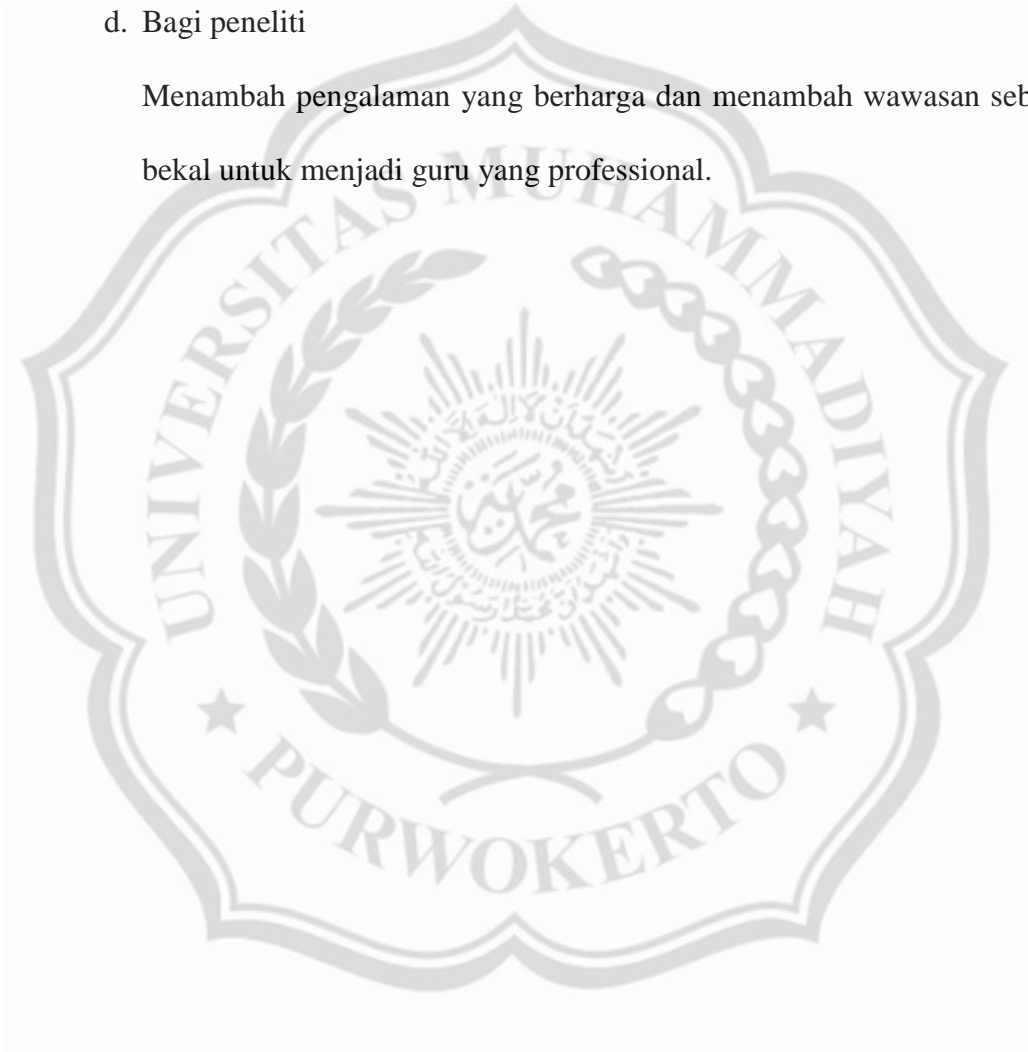 d. Bagi peneliti
Menambah pengalaman yang berharga dan menambah wawasan seb
bekal untuk menjadi guru yang professional.
UNIVERSITAS MUHAMMADIYAH
PURWOKERTO
محمد